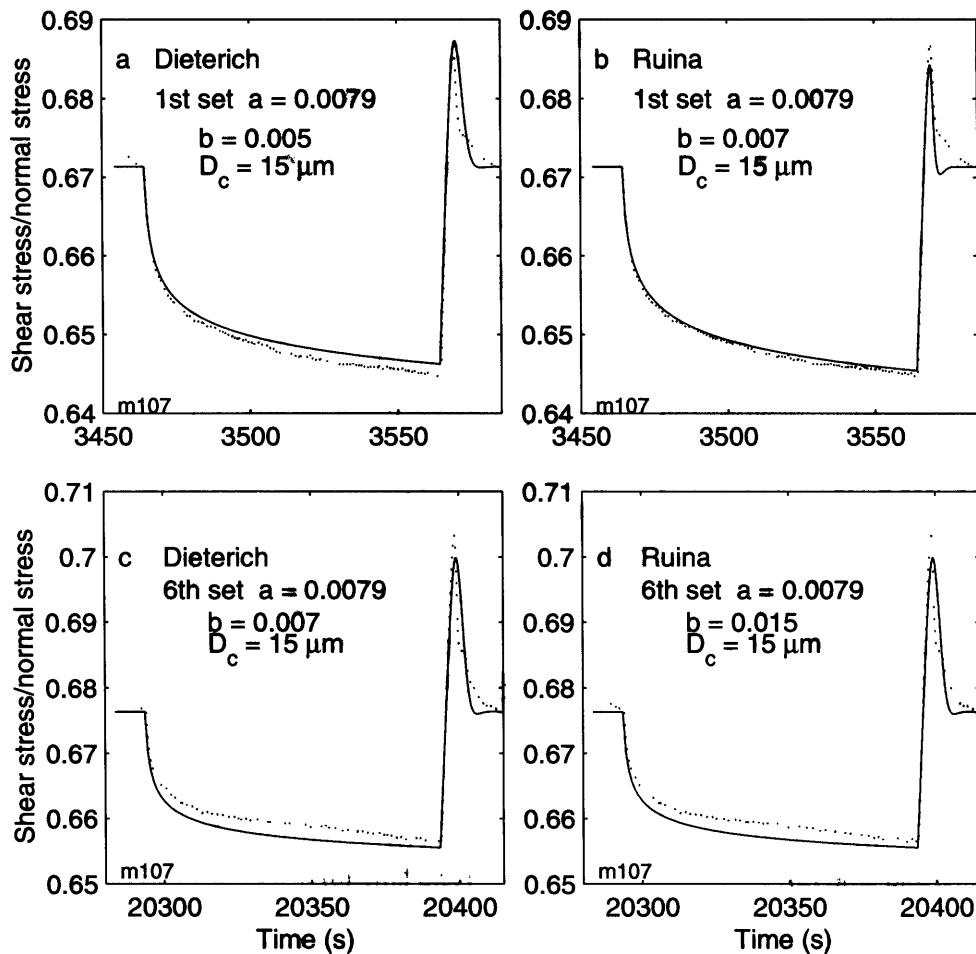 Shear stress/normal stress
0.69
0.68
0.67
0.66
0.65
0.64
a Dieterich
1st set a = 0.0079
b = 0.005
Dc = 15 μm
m107
3450
3500
3550
b Ruina
1st set a = 0.0079
b = 0.007
Dc = 15 μm
0.69
0.68
0.67
0.66
0.65
0.64
m107
3450
3500
3550
Shear stress/normal stress
0.71
0.7
0.69
0.68
0.67
0.66
0.65
c Dieterich
6th set a = 0.0079
b = 0.007
Dc = 15 μm
m107
20300
20350
20400
Time (s)
0.71
0.7
0.69
0.68
0.67
0.66
0.65
d Ruina
6th set a = 0.0079
b = 0.015
Dc = 15 μm
m107
20300
20350
20400
Time (s)